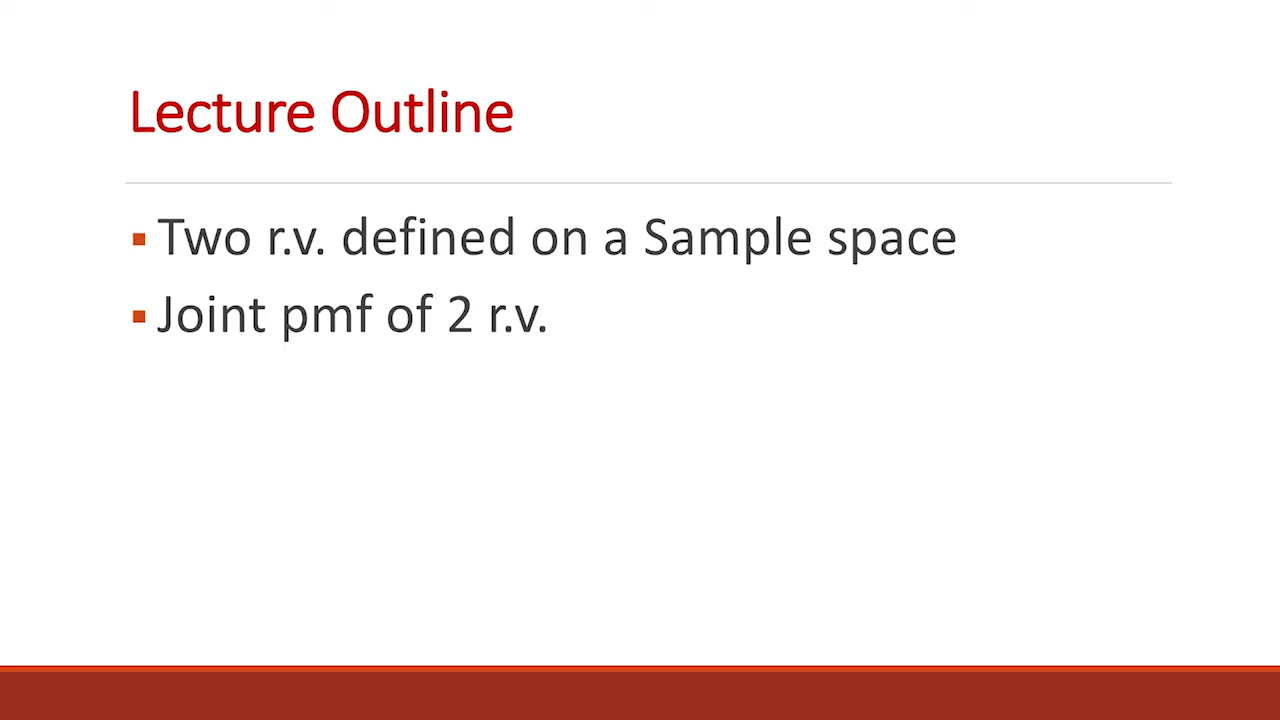 Lecture Outline
Two r.v. defined on a Sample space
Joint pmf of 2 r.v.